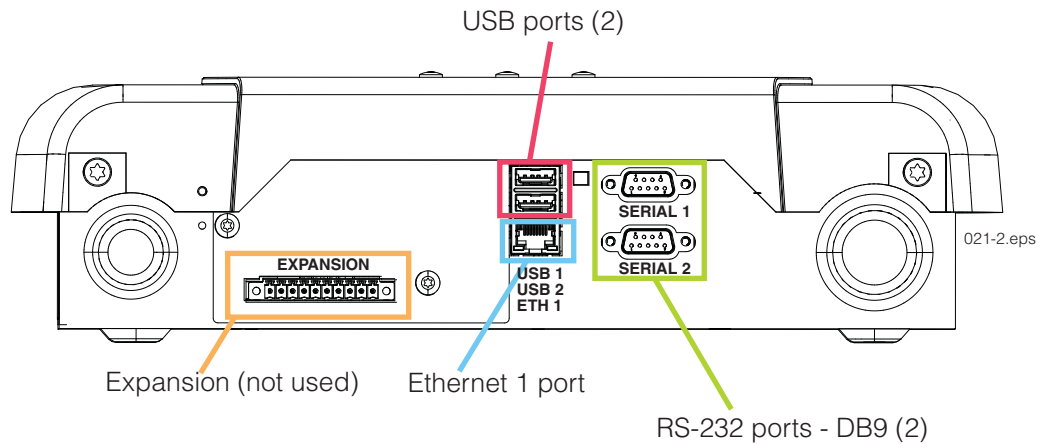 USB ports (2)
SERIAL 1
021-2.eps
EXPANSION
SERIAL 2
USB 1
USB 2
ETH 1
Expansion (not used)
Ethernet 1 port
RS-232 ports - DB9 (2)